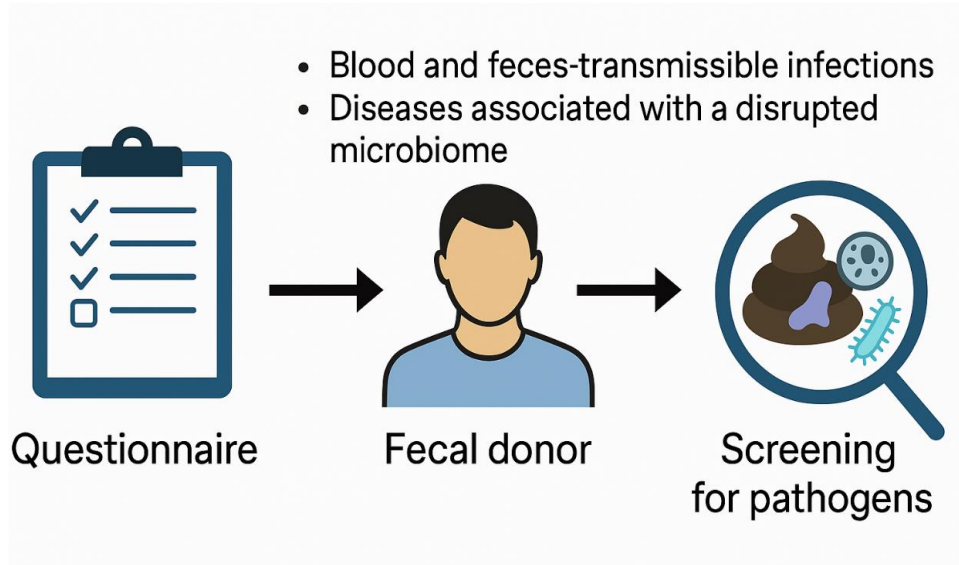 • Blood and feces-transmissible infections
• Diseases associated with a disrupted
microbiome
Questionnaire
Fecal donor
Screening
for pathogens